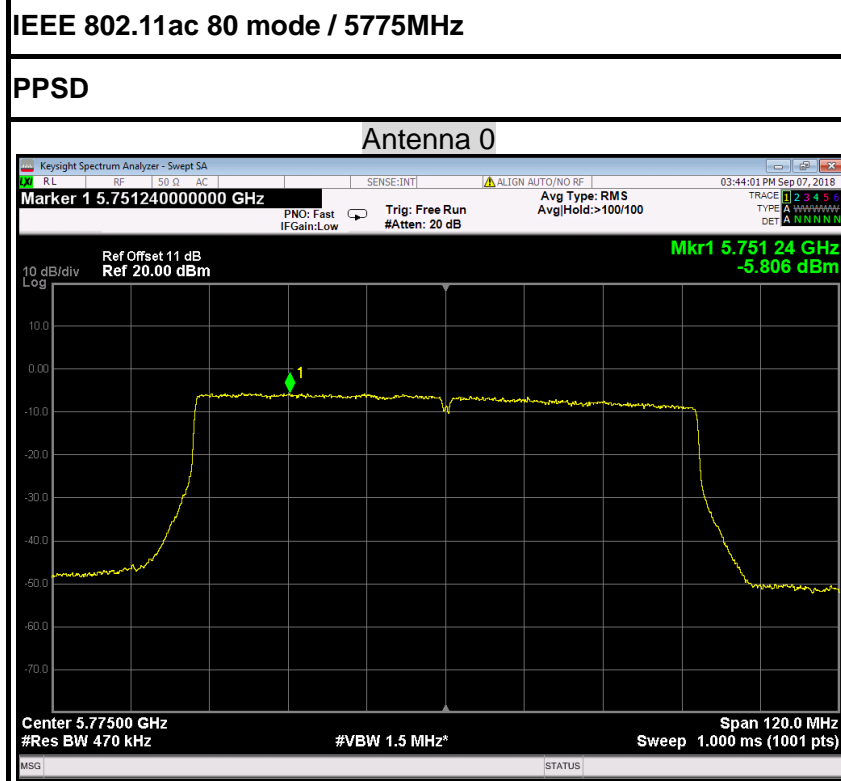 IEEE 802.11ac 80 mode / 5775MHz
PPSD
Antenna 0
Keysight Spectrum Analyzer - Swept SA
LXI RL RF 50 Ω AC SENSE:INT ALIGN AUTO/NO RF 03:44:01 PM Sep 07, 2018
Marker 1 5.751240000000 GHz
PNO: Fast
IFGain:Low
Trig: Free Run
#Atten: 20 dB
Avg Type: RMS
Avg|Hold:>100/100
TRACE 1 2 3 4 5 6
TYPE A WWWWW
DET A N N N N N
Mkr1 5.751 24 GHz
-5.806 dBm
Ref Offset 11 dB
10 dB/div Ref 20.00 dBm
Log
10.0
0.00
1
-10.0
-20.0
-30.0
-40.0
-50.0
-60.0
-70.0
Center 5.77500 GHz Span 120.0 MHz
#Res BW 470 kHz #VBW 1.5 MHz* Sweep 1.000 ms (1001 pts)
MSG STATUS